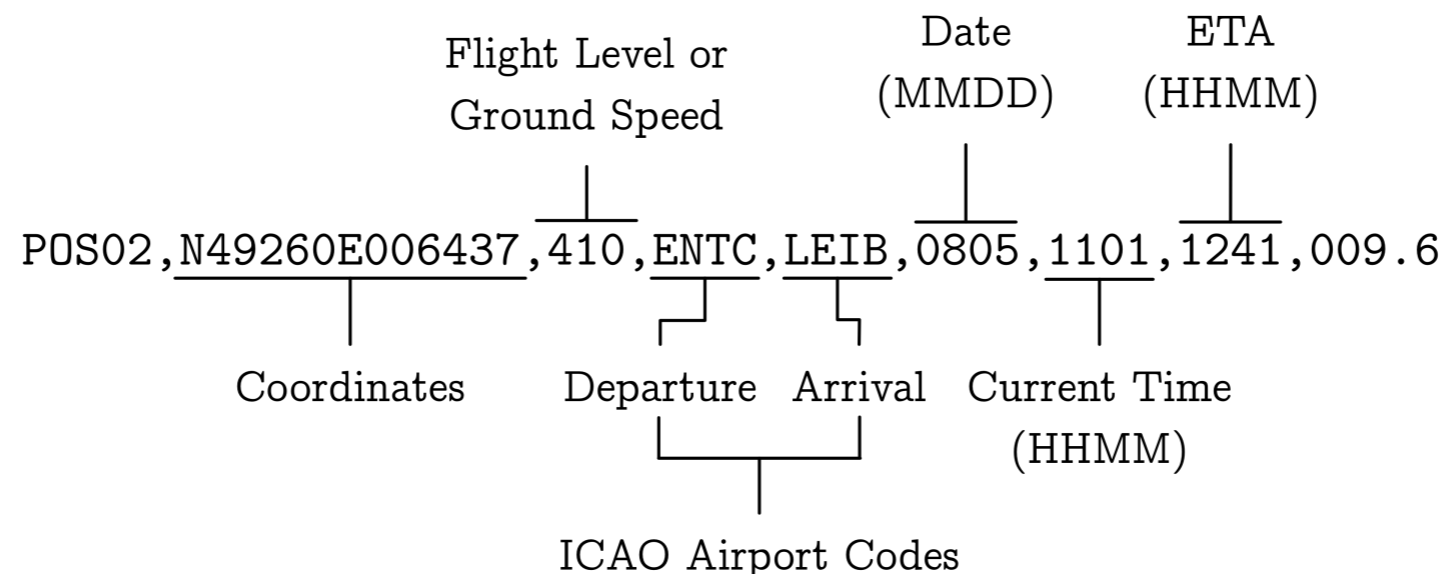 Flight Level or
Ground Speed
Date
(MMDD)
ETA
(HHMM)
POS02,N49260E006437,410,ENTC,LEIB,0805,1101,1241,009.6
Coordinates
Departure
Arrival
Current Time
(HHMM)
ICAO Airport Codes